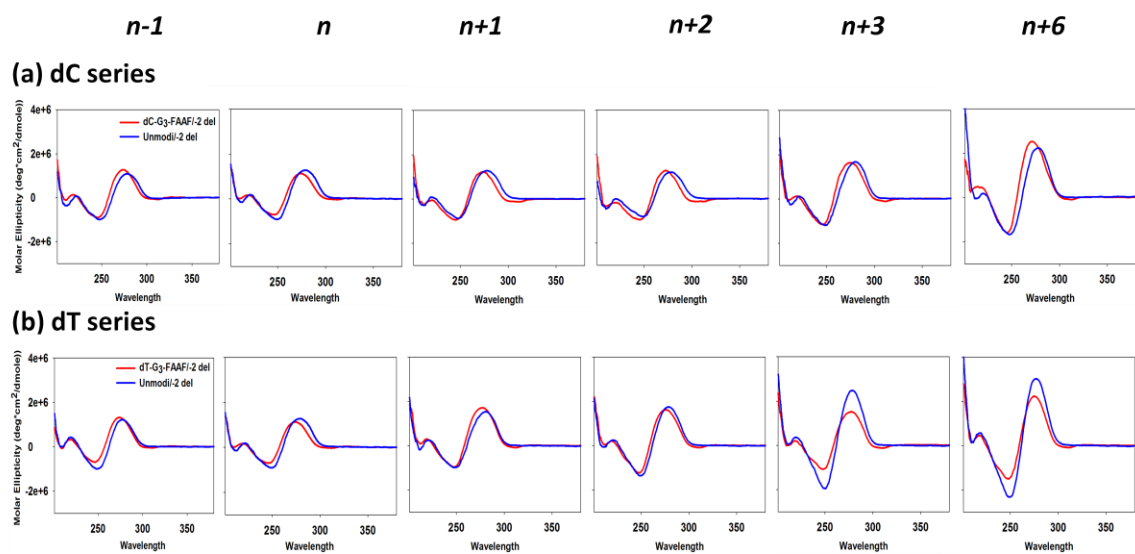 n-1 n n+1 n+2 n+3 n+6
(a) dC series
Molar Ellipticity (deg*cm²/dmole))
4e+6
2e+6
0
-2e+6
dC-G3-FAAF/-2 del
Unmodi/-2 del
250 300 350 250 300 350 250 300 350 250 300 350 250 300 350 250 300 350
Wavelength Wavelength Wavelength Wavelength Wavelength Wavelength
(b) dT series
Molar Ellipticity (deg*cm²/dmole))
4e+6
2e+6
0
-2e+6
dT-G3-FAAF/-2 del
Unmodi/-2 del
250 300 350 250 300 350 250 300 350 250 300 350 250 300 350 250 300 350
Wavelength Wavelength Wavelength Wavelength Wavelength Wavelength